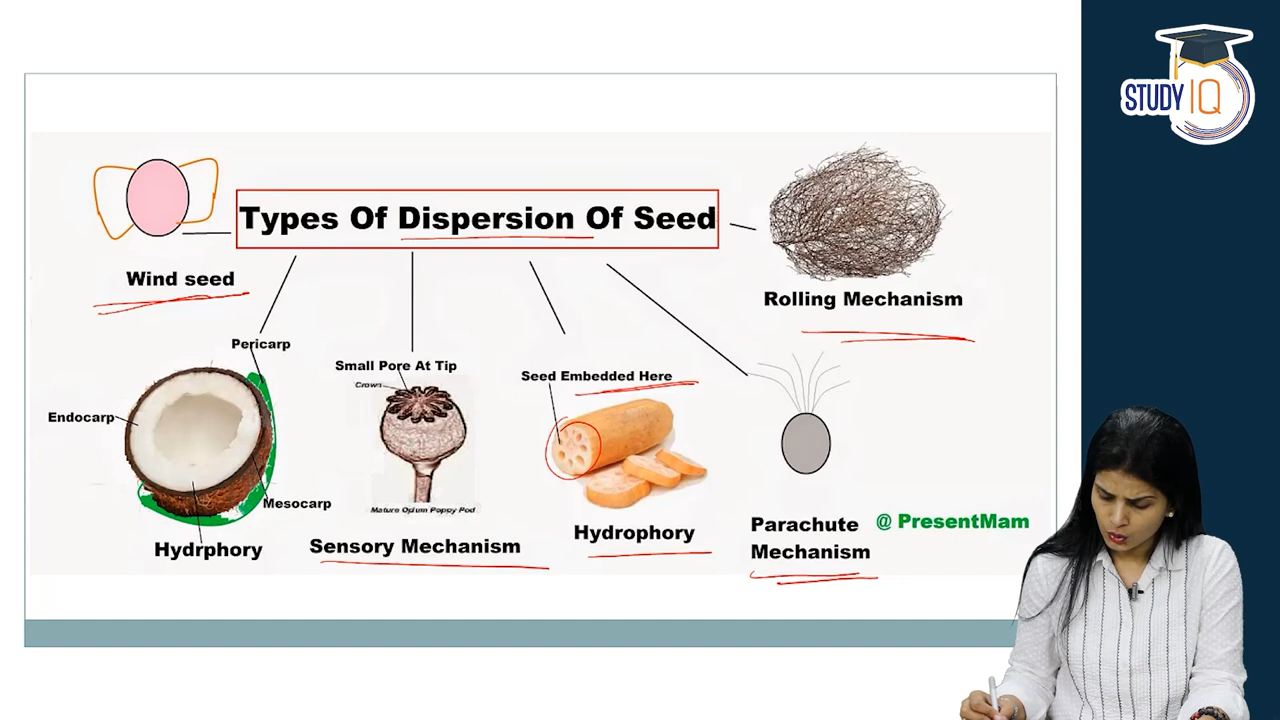 STUDY IQ
Types Of Dispersion Of Seed
Wind seed
Rolling Mechanism
Pericarp
Endocarp
Mesocarp
Hydrphory
Small Pore At Tip
Crown
Mature Opium Poppy Pod
Sensory Mechanism
Seed Embedded Here
Hydrophory
Parachute
Mechanism
@ PresentMam